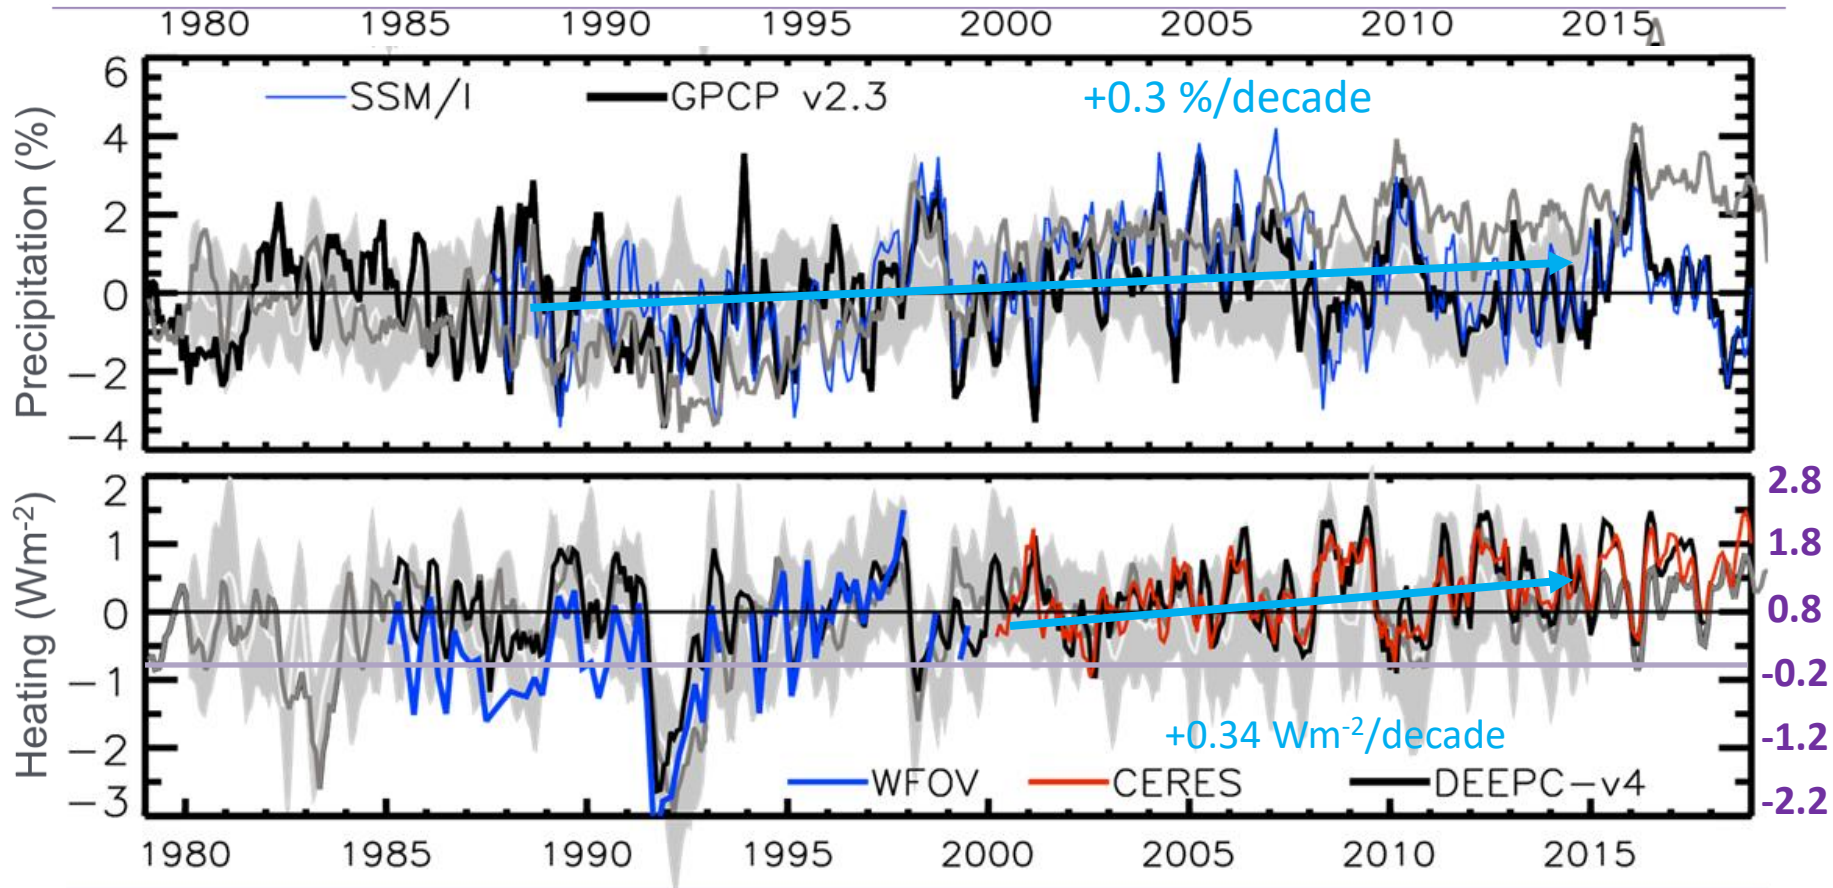 1980 1985 1990 1995 2000 2005 2010 2015
6
SSM/I GPCP v2.3 +0.3 %/decade
4
2
0
−2
−4
Precipitation (%)
2 2.8
1 1.8
0 0.8
−1 -0.2
−2 -1.2
−3 -2.2
Heating (Wm⁻²)
+0.34 Wm⁻²/decade
WFOV CERES DEEPC−v4
1980 1985 1990 1995 2000 2005 2010 2015